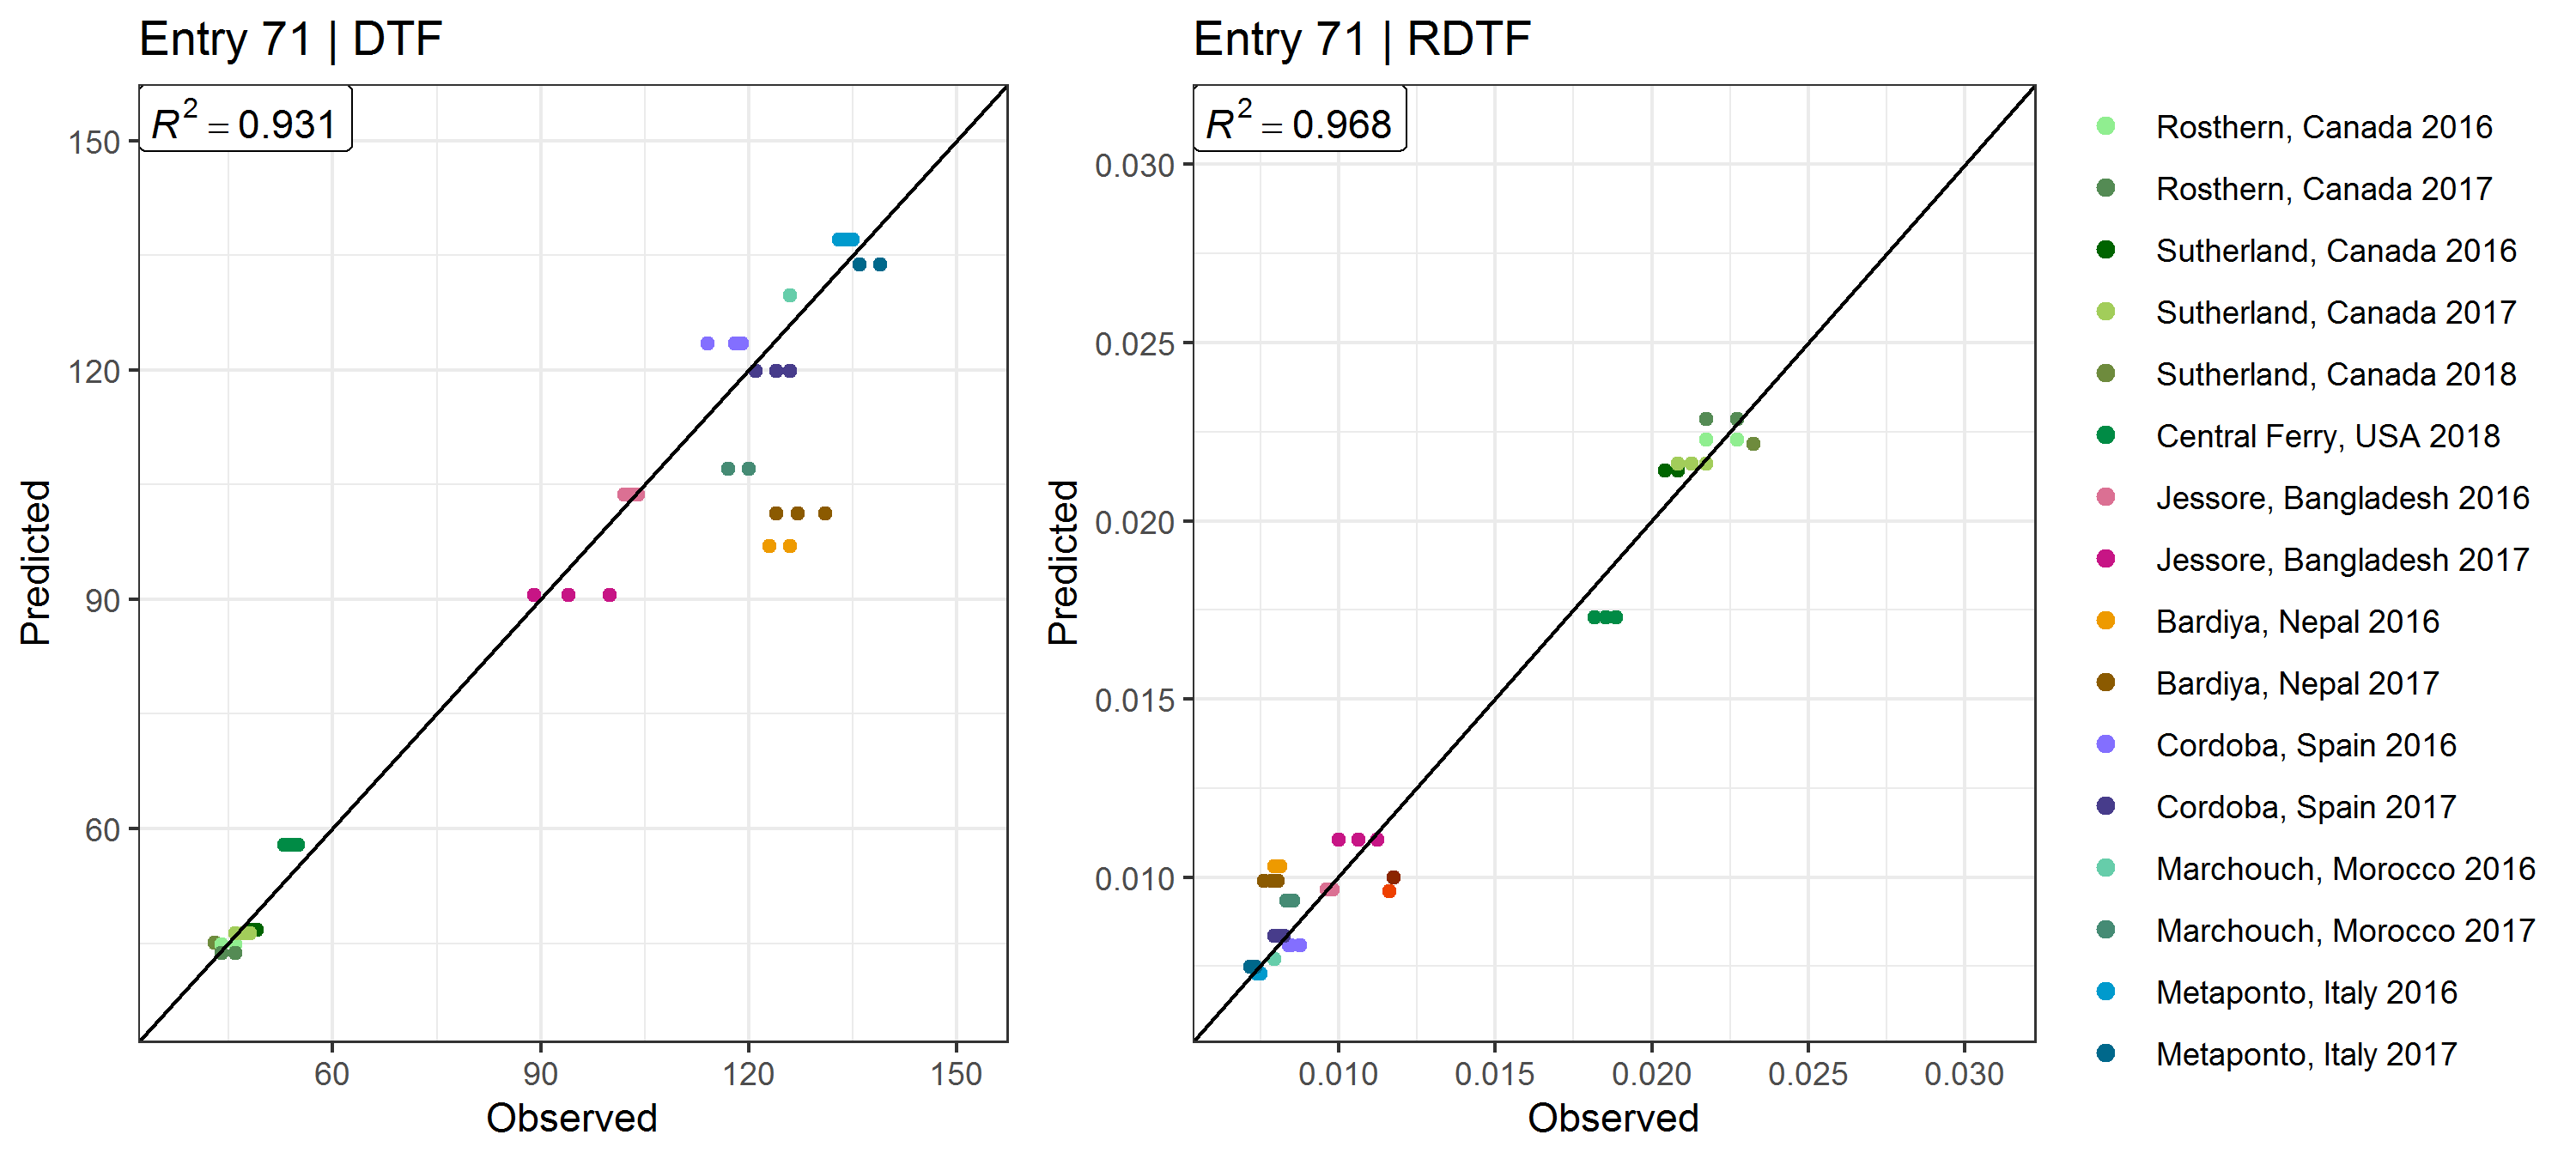 Entry 71 | DTF
R² = 0.931
150
120
90
60
Predicted
60 90 120 150
Observed
Entry 71 | RDTF
R² = 0.968
0.030
0.025
0.020
0.015
0.010
Predicted
0.010 0.015 0.020 0.025 0.030
Observed
Rosthern, Canada 2016
Rosthern, Canada 2017
Sutherland, Canada 2016
Sutherland, Canada 2017
Sutherland, Canada 2018
Central Ferry, USA 2018
Jessore, Bangladesh 2016
Jessore, Bangladesh 2017
Bardiya, Nepal 2016
Bardiya, Nepal 2017
Cordoba, Spain 2016
Cordoba, Spain 2017
Marchouch, Morocco 2016
Marchouch, Morocco 2017
Metaponto, Italy 2016
Metaponto, Italy 2017